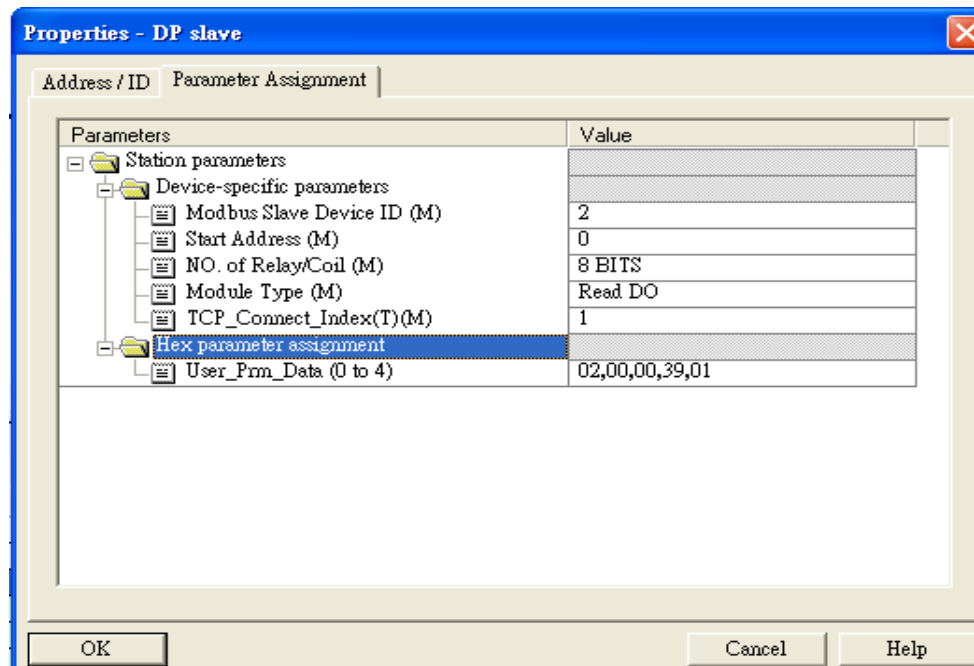 Properties - DP slave
Address / ID Parameter Assignment
Parameters Value
Station parameters
Device-specific parameters
Modbus Slave Device ID (M) 2
Start Address (M) 0
NO. of Relay/Coil (M) 8 BITS
Module Type (M) Read DO
TCP_Connect_Index(T)(M) 1
Hex parameter assignment
User_Prm_Data (0 to 4) 02,00,00,39,01
OK Cancel Help